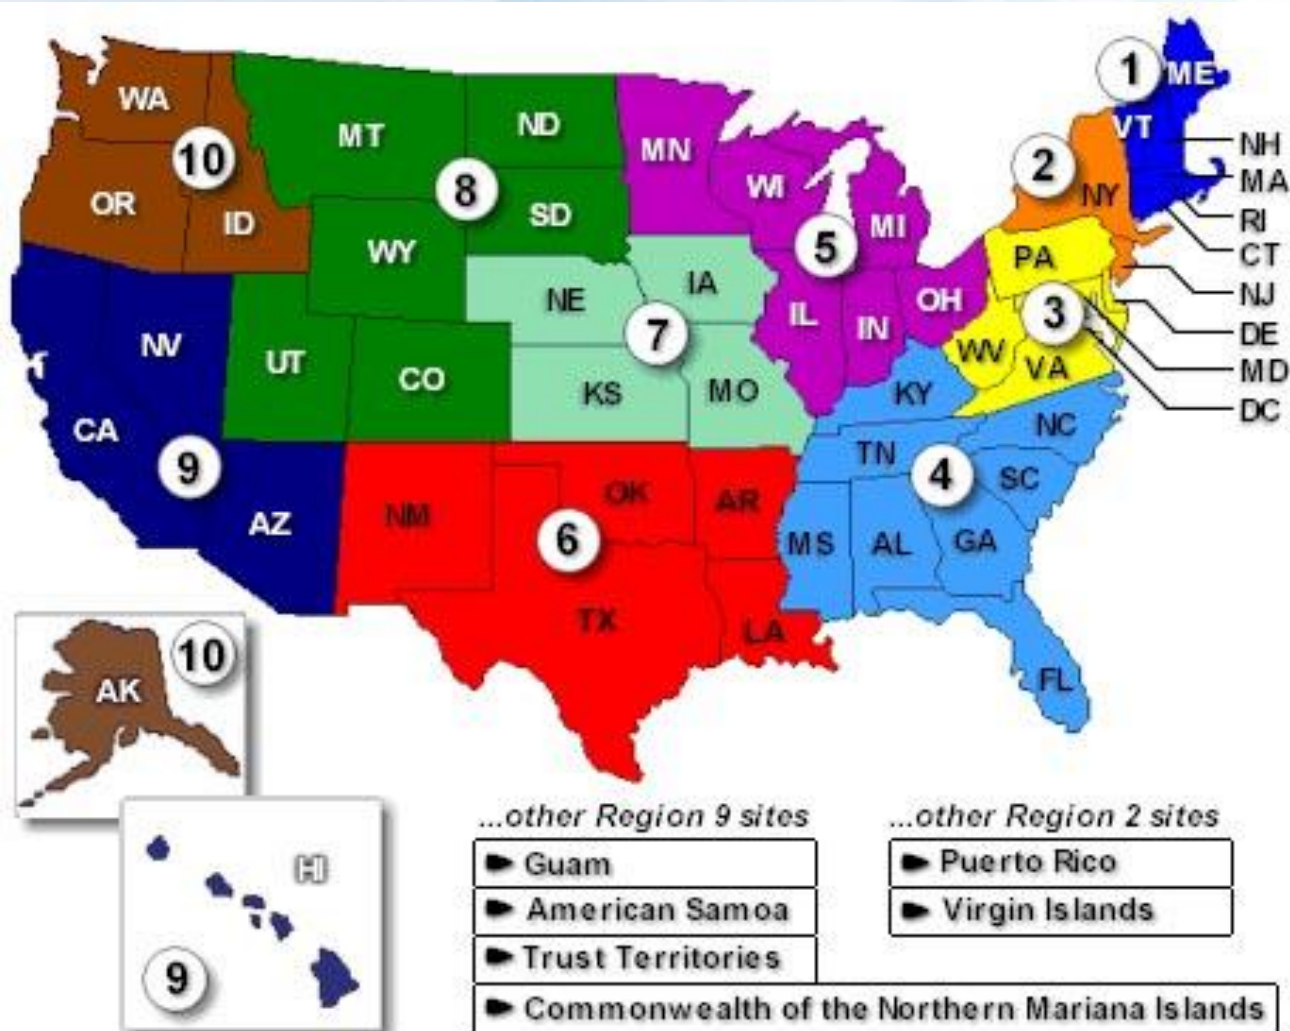 1
ME
WA
MT
ND
MN
VT
NH
10
8
WI
2
MA
OR
ID
SD
MI
NY
RI
WY
5
PA
CT
NE
IA
IL
IN
OH
3
NJ
NV
7
WV
VA
DE
UT
CO
KS
MO
KY
MD
CA
NC
DC
9
TN
4
SC
AZ
NM
OK
AR
6
MS
AL
GA
TX
LA
FL
10
AK
HI
9
...other Region 9 sites
Guam
American Samoa
Trust Territories
Commonwealth of the Northern Mariana Islands
...other Region 2 sites
Puerto Rico
Virgin Islands